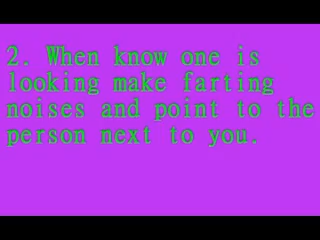 2. When know one is
looking make farting
noises and point to the
person next to you.